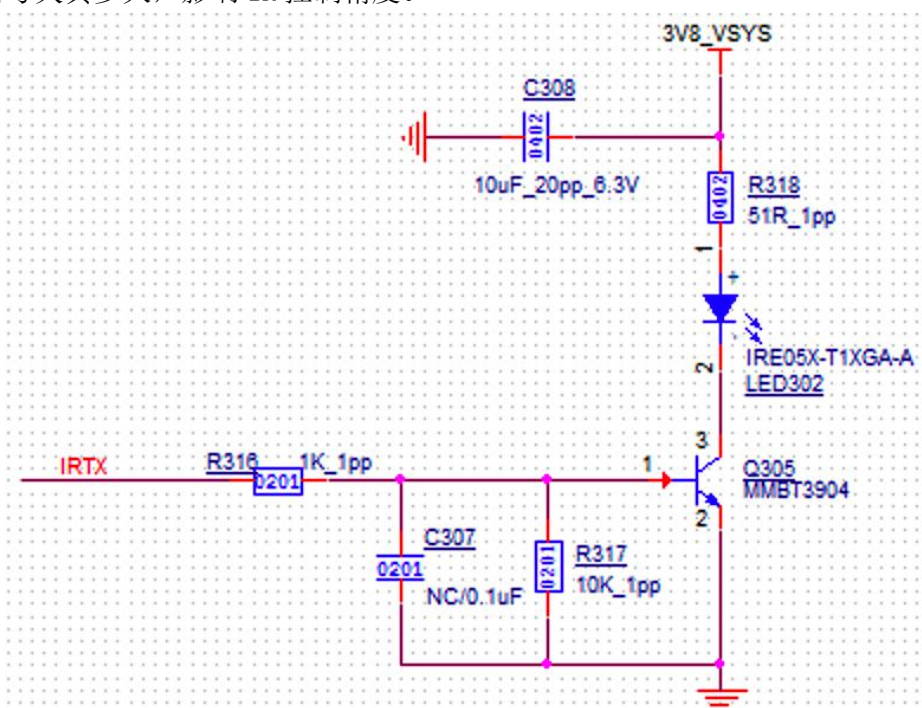 3V8_VSYS
C308
0402
10uF_20pp_6.3V
0402
R318
51R_1pp
1
+
-
IRE05X-T1XGA-A
LED302
2
3
IRTX
R316
1K_1pp
0201
1
Q305
MMBT3904
2
C307
0201
NC/0.1uF
0201
R317
10K_1pp